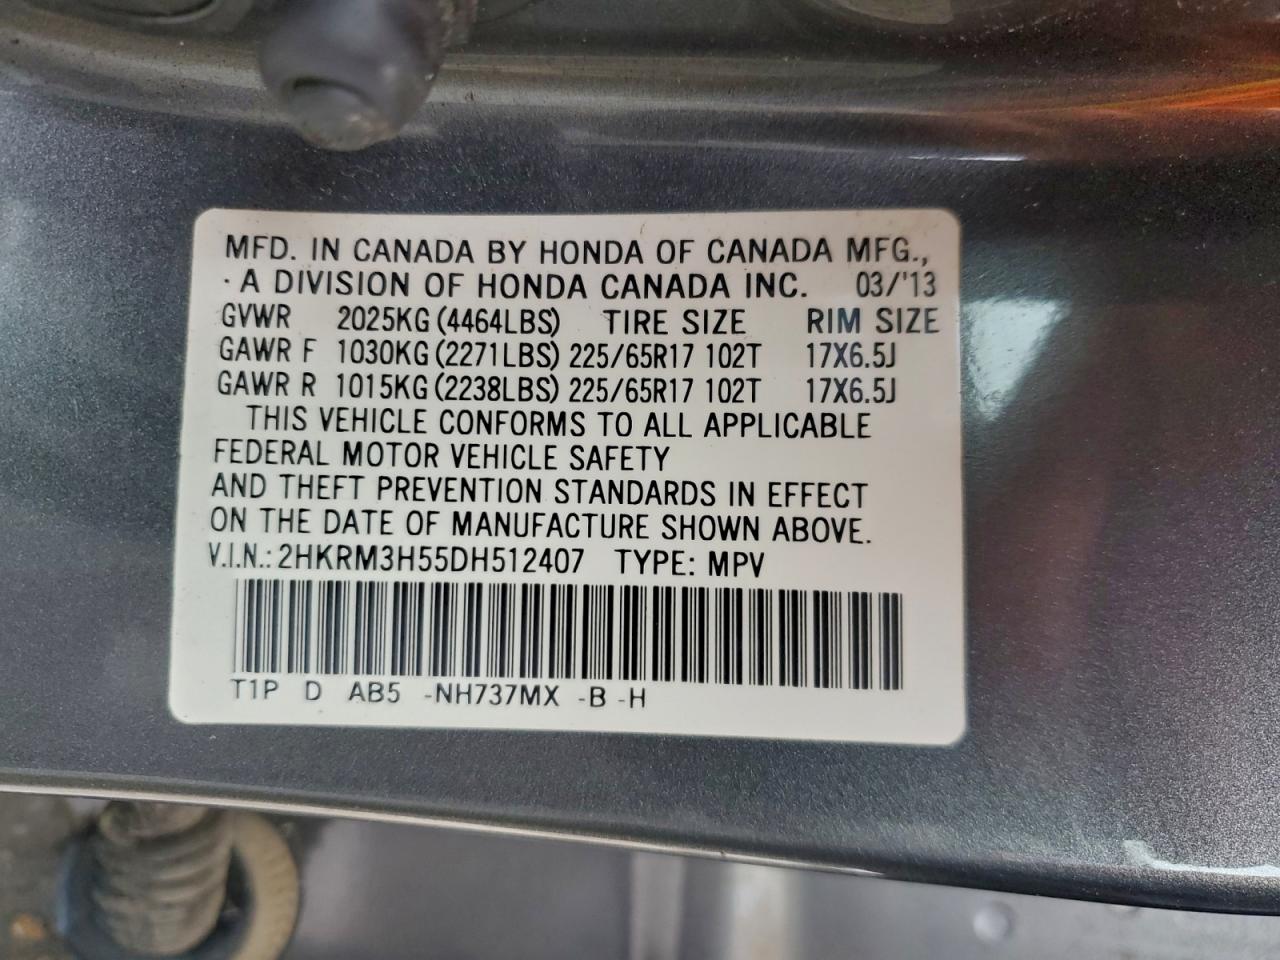 MFD. IN CANADA BY HONDA OF CANADA MFG.,
A DIVISION OF HONDA CANADA INC. 03/'13
GVWR 2025KG (4464LBS) TIRE SIZE RIM SIZE
GAWR F 1030KG (2271LBS) 225/65R17 102T 17X6.5J
GAWR R 1015KG (2238LBS) 225/65R17 102T 17X6.5J
THIS VEHICLE CONFORMS TO ALL APPLICABLE
FEDERAL MOTOR VEHICLE SAFETY
AND THEFT PREVENTION STANDARDS IN EFFECT
ON THE DATE OF MANUFACTURE SHOWN ABOVE.
V.I.N.: 2HKRM3H55DH512407 TYPE: MPV
T1P D AB5 -NH737MX -B -H